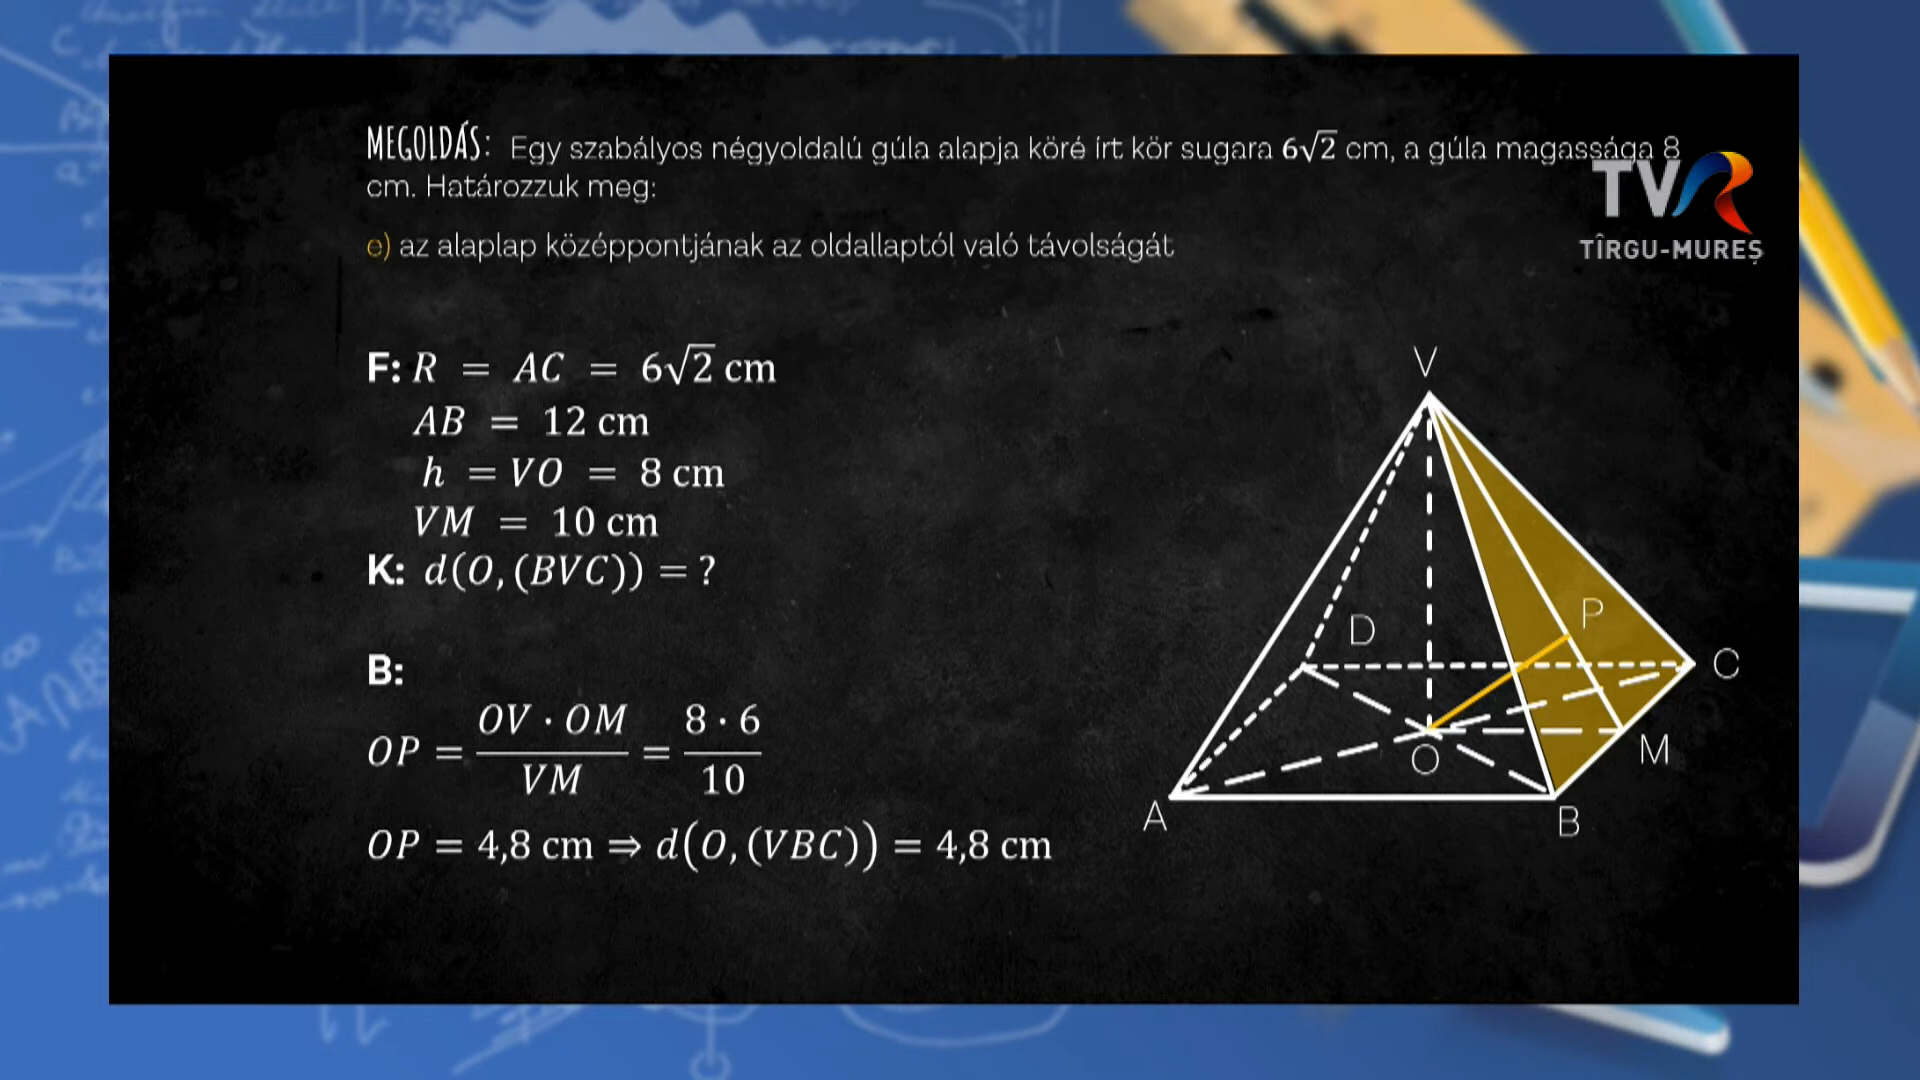 MEGOLDÁS: Egy szabályos négyoldalú gúla alapja köré írt kör sugara 6√2 cm, a gúla magassága 8
cm. Határozzuk meg:
TVR
TÎRGU-MUREȘ
e) az alaplap középpontjának az oldallaptól való távolságát
F: R = AC = 6√2 cm
AB = 12 cm
h = VO = 8 cm
VM = 10 cm
K: d(O,(BVC)) = ?
B:
OP = OV · OM / VM = 8 · 6 / 10
OP = 4,8 cm ⇒ d(O,(VBC)) = 4,8 cm
V
P
D
C
O
M
A
B